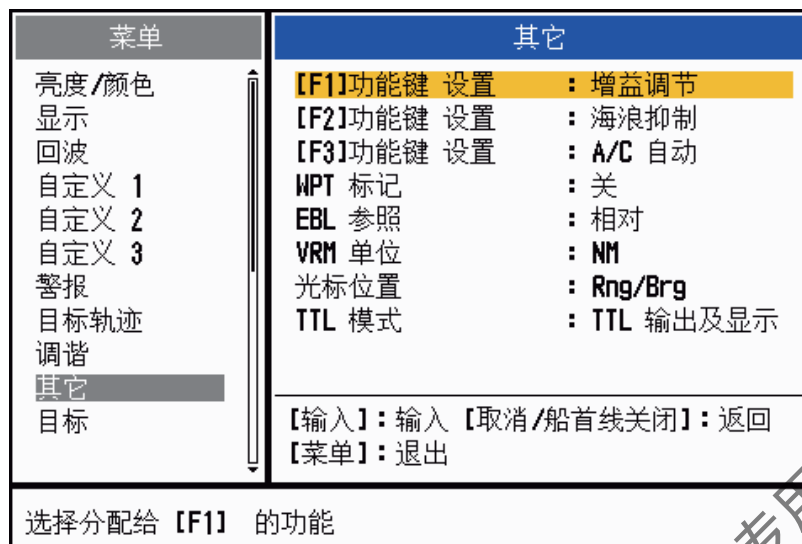 菜单
亮度/颜色
显示
回波
自定义 1
自定义 2
自定义 3
警报
目标轨迹
调谐
其它
目标
其它
[F1]功能键 设置 : 增益调节
[F2]功能键 设置 : 海浪抑制
[F3]功能键 设置 : A/C 自动
WPT 标记 : 关
EBL 参照 : 相对
VRM 单位 : NM
光标位置 : Rng/Brg
TTL 模式 : TTL 输出及显示
[输入]:输入 [取消/船首线关闭]:返回
[菜单]:退出
选择分配给 [F1] 的功能
专用